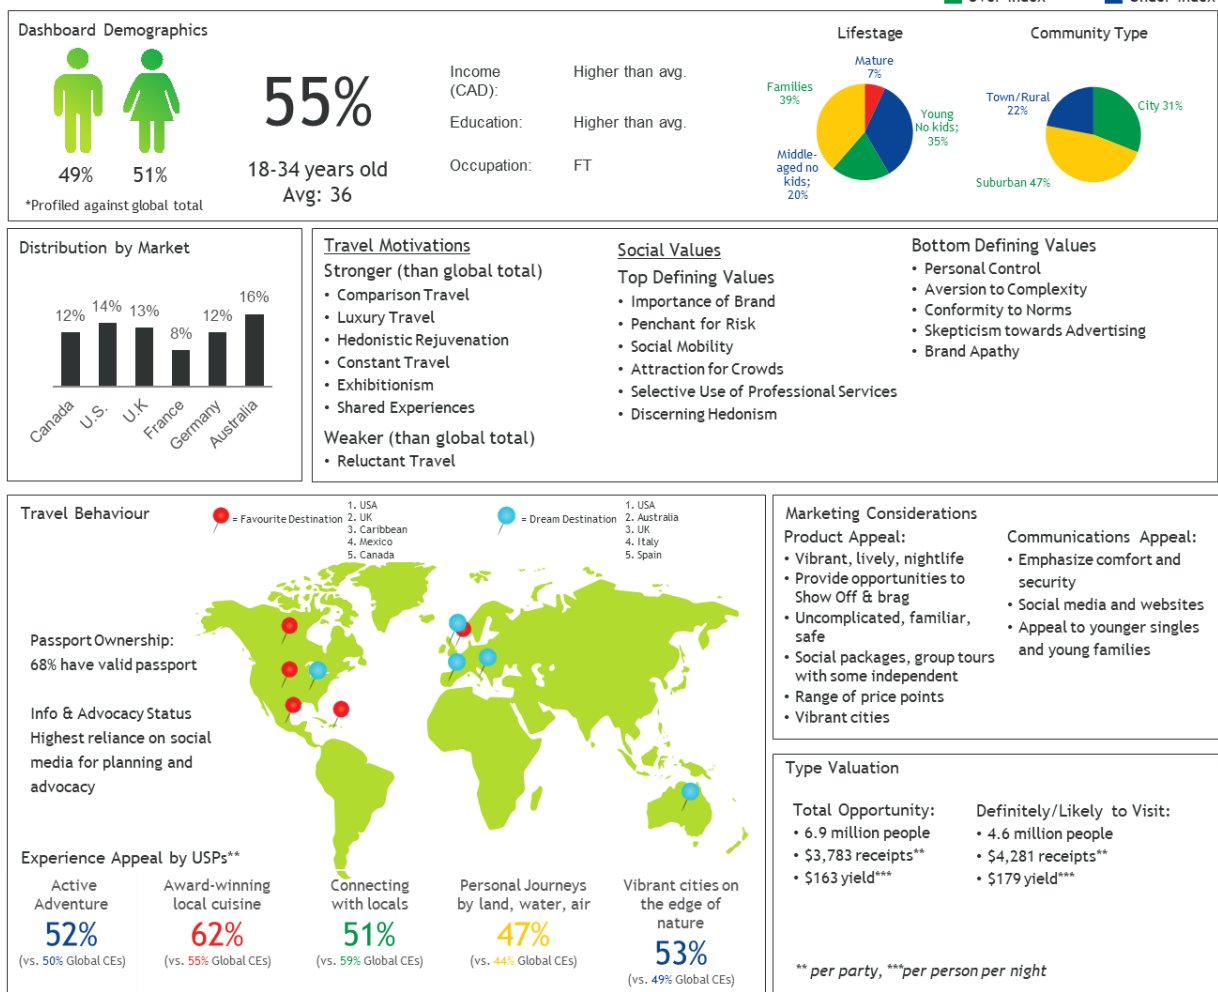 Over-Index
Under-Index
Dashboard Demographics
49%
51%
*Profiled against global total
55%
18-34 years old
Avg: 36
Income
(CAD):
Higher than avg.
Education:
Higher than avg.
Occupation:
FT
Lifestage
Mature
7%
Families
39%
Young
No kids;
35%
Middle-
aged no
kids;
20%
Community Type
Town/Rural
22%
City 31%
Suburban 47%
Distribution by Market
12%
14%
13%
8%
12%
16%
Canada
U.S.
U.K
France
Germany
Australia
Travel Motivations
Stronger (than global total)
• Comparison Travel
• Luxury Travel
• Hedonistic Rejuvenation
• Constant Travel
• Exhibitionism
• Shared Experiences
Weaker (than global total)
• Reluctant Travel
Social Values
Top Defining Values
• Importance of Brand
• Penchant for Risk
• Social Mobility
• Attraction for Crowds
• Selective Use of Professional Services
• Discerning Hedonism
Bottom Defining Values
• Personal Control
• Aversion to Complexity
• Conformity to Norms
• Skepticism towards Advertising
• Brand Apathy
Travel Behaviour
= Favourite Destination
1. USA
2. UK
3. Caribbean
4. Mexico
5. Canada
= Dream Destination
1. USA
2. Australia
3. UK
4. Italy
5. Spain
Passport Ownership:
68% have valid passport
Info & Advocacy Status
Highest reliance on social
media for planning and
advocacy
Experience Appeal by USPs**
Active
Adventure
52%
(vs. 50% Global CEs)
Award-winning
local cuisine
62%
(vs. 55% Global CEs)
Connecting
with locals
51%
(vs. 59% Global CEs)
Personal Journeys
by land, water, air
47%
(vs. 44% Global CEs)
Vibrant cities on
the edge of
nature
53%
(vs. 49% Global CEs)
Marketing Considerations
Product Appeal:
• Vibrant, lively, nightlife
• Provide opportunities to
Show Off & brag
• Uncomplicated, familiar,
safe
• Social packages, group tours
with some independent
• Range of price points
• Vibrant cities
Communications Appeal:
• Emphasize comfort and
security
• Social media and websites
• Appeal to younger singles
and young families
Type Valuation
Total Opportunity:
• 6.9 million people
• $3,783 receipts**
• $163 yield***
Definitely/Likely to Visit:
• 4.6 million people
• $4,281 receipts**
• $179 yield***
** per party, ***per person per night